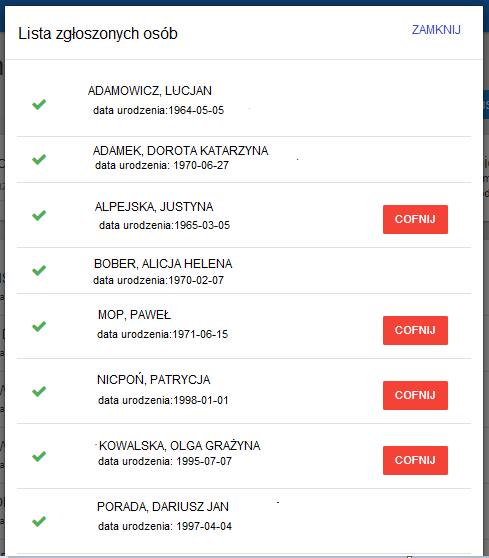 Lista zgłoszonych osób
ZAMKNIJ
ADAMOWICZ, LUCJAN
data urodzenia:1964-05-05
ADAMEK, DOROTA KATARZYNA
data urodzenia: 1970-06-27
ALPEJSKA, JUSTYNA
data urodzenia:1965-03-05
COFNIJ
BOBER, ALICJA HELENA
data urodzenia:1970-02-07
MOP, PAWEŁ
data urodzenia:1971-06-15
COFNIJ
NICPOŃ, PATRYCJA
data urodzenia:1998-01-01
COFNIJ
KOWALSKA, OLGA GRAŻYNA
data urodzenia: 1995-07-07
COFNIJ
PORADA, DARIUSZ JAN
data urodzenia: 1997-04-04